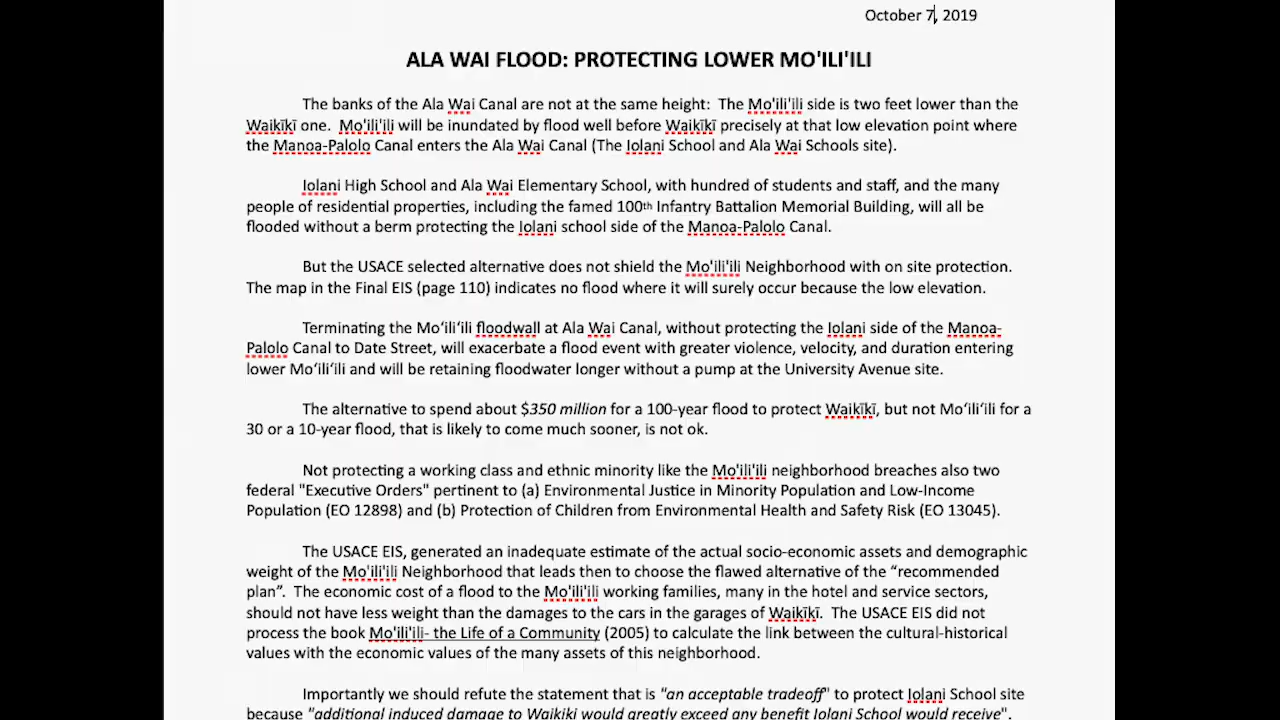 October 7, 2019
ALA WAI FLOOD: PROTECTING LOWER MO'ILI'ILI
The banks of the Ala Wai Canal are not at the same height: The Mo'ili'ili side is two feet lower than the
Waikīkī one. Mo'ili'ili will be inundated by flood well before Waikīkī precisely at that low elevation point where
the Manoa-Palolo Canal enters the Ala Wai Canal (The Iolani School and Ala Wai Schools site).
Iolani High School and Ala Wai Elementary School, with hundred of students and staff, and the many
people of residential properties, including the famed 100th Infantry Battalion Memorial Building, will all be
flooded without a berm protecting the Iolani school side of the Manoa-Palolo Canal.
But the USACE selected alternative does not shield the Mo'ili'ili Neighborhood with on site protection.
The map in the Final EIS (page 110) indicates no flood where it will surely occur because the low elevation.
Terminating the Moʻiliʻili floodwall at Ala Wai Canal, without protecting the Iolani side of the Manoa-
Palolo Canal to Date Street, will exacerbate a flood event with greater violence, velocity, and duration entering
lower Moʻiliʻili and will be retaining floodwater longer without a pump at the University Avenue site.
The alternative to spend about $350 million for a 100-year flood to protect Waikīkī, but not Moʻiliʻili for a
30 or a 10-year flood, that is likely to come much sooner, is not ok.
Not protecting a working class and ethnic minority like the Mo'ili'ili neighborhood breaches also two
federal "Executive Orders" pertinent to (a) Environmental Justice in Minority Population and Low-Income
Population (EO 12898) and (b) Protection of Children from Environmental Health and Safety Risk (EO 13045).
The USACE EIS, generated an inadequate estimate of the actual socio-economic assets and demographic
weight of the Mo'ili'ili Neighborhood that leads then to choose the flawed alternative of the “recommended
plan”. The economic cost of a flood to the Mo'ili'ili working families, many in the hotel and service sectors,
should not have less weight than the damages to the cars in the garages of Waikīkī. The USACE EIS did not
process the book Mo'ili'ili- the Life of a Community (2005) to calculate the link between the cultural-historical
values with the economic values of the many assets of this neighborhood.
Importantly we should refute the statement that is "an acceptable tradeoff" to protect Iolani School site
because "additional induced damage to Waikiki would greatly exceed any benefit Iolani School would receive".